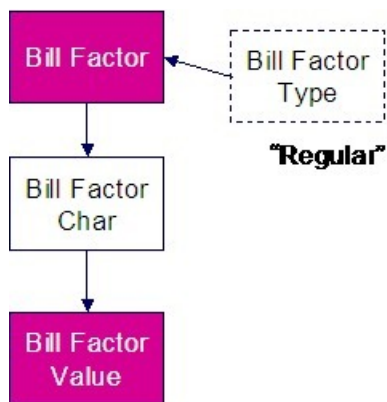 Bill Factor
Bill Factor
Type
"Regular"
Bill Factor
Char
Bill Factor
Value